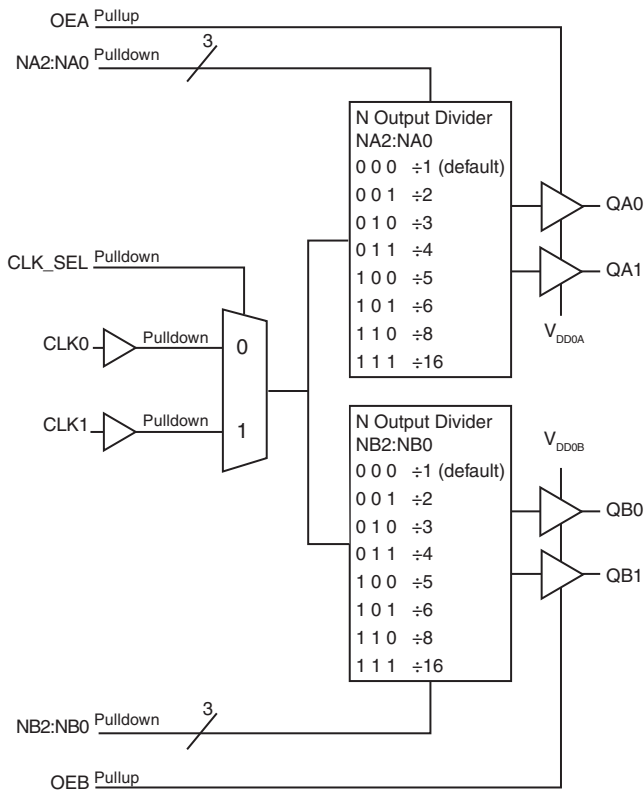 OEA Pullup
NA2:NA0 Pulldown 3
N Output Divider
NA2:NA0
0 0 0 ÷1 (default)
0 0 1 ÷2
0 1 0 ÷3
0 1 1 ÷4
1 0 0 ÷5
1 0 1 ÷6
1 1 0 ÷8
1 1 1 ÷16
QA0
QA1
VDD0A
CLK_SEL Pulldown
CLK0 Pulldown 0
CLK1 Pulldown 1
N Output Divider
NB2:NB0
0 0 0 ÷1 (default)
0 0 1 ÷2
0 1 0 ÷3
0 1 1 ÷4
1 0 0 ÷5
1 0 1 ÷6
1 1 0 ÷8
1 1 1 ÷16
VDD0B
QB0
QB1
NB2:NB0 Pulldown 3
OEB Pullup